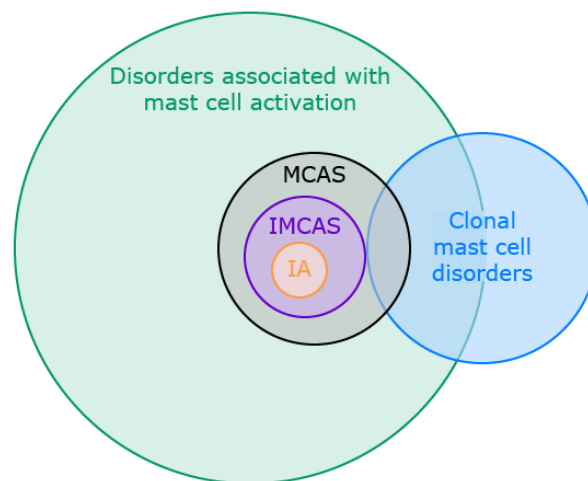 Disorders associated with
mast cell activation
MCAS
IMCAS
IA
Clonal
mast cell
disorders